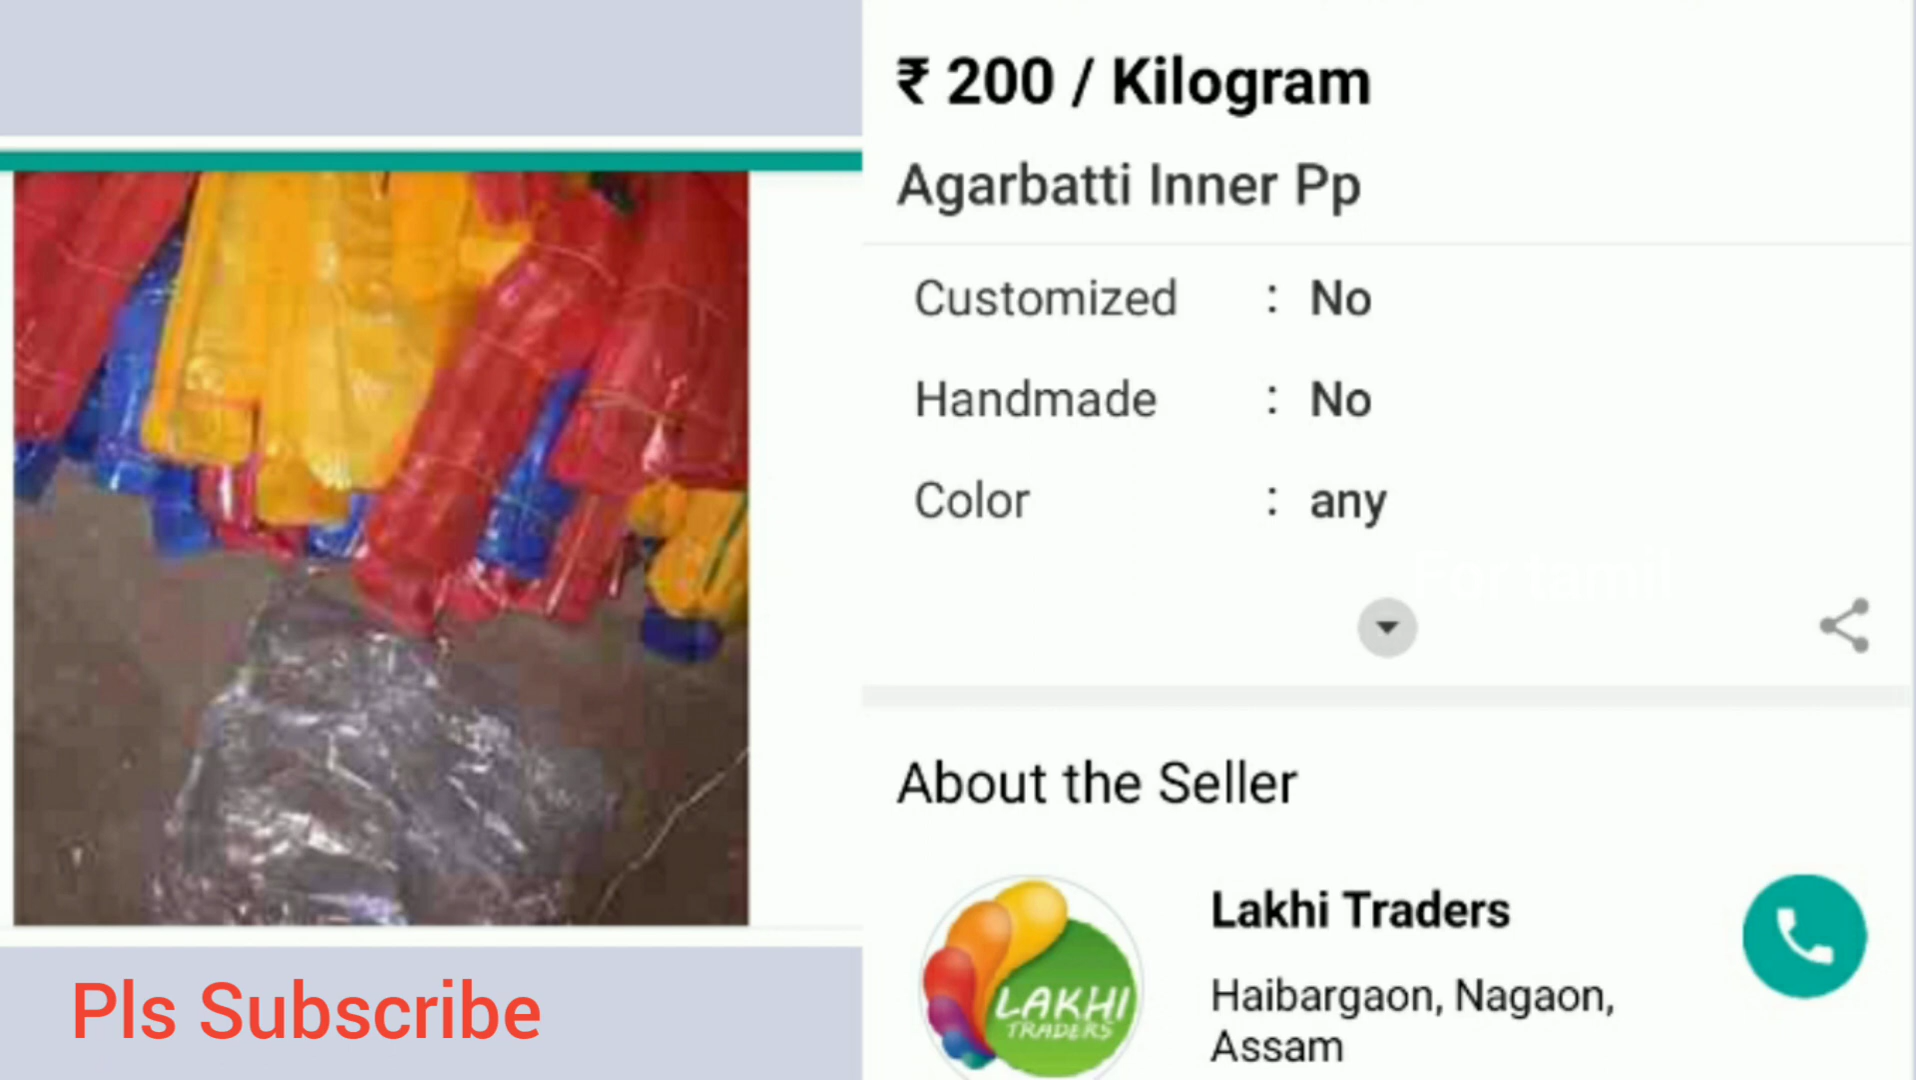 ₹ 200 / Kilogram
Agarbatti Inner Pp
Customized : No
Handmade : No
Color : any
About the Seller
LAKHI
TRADERS
Lakhi Traders
Haibargaon, Nagaon,
Assam
Pls Subscribe